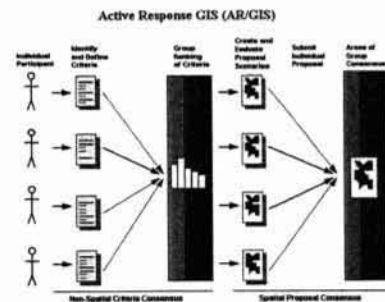 Active Response GIS (AR/GIS)
Individual
Participant
Identify
and Define
Criteria
Group
Ranking
of Criteria
Create and
Evaluate
Proposal
Scenarios
Submit
Individual
Proposal
Areas of
Group
Consensus
Non-Spatial Criteria Consensus
Spatial Proposal Consensus